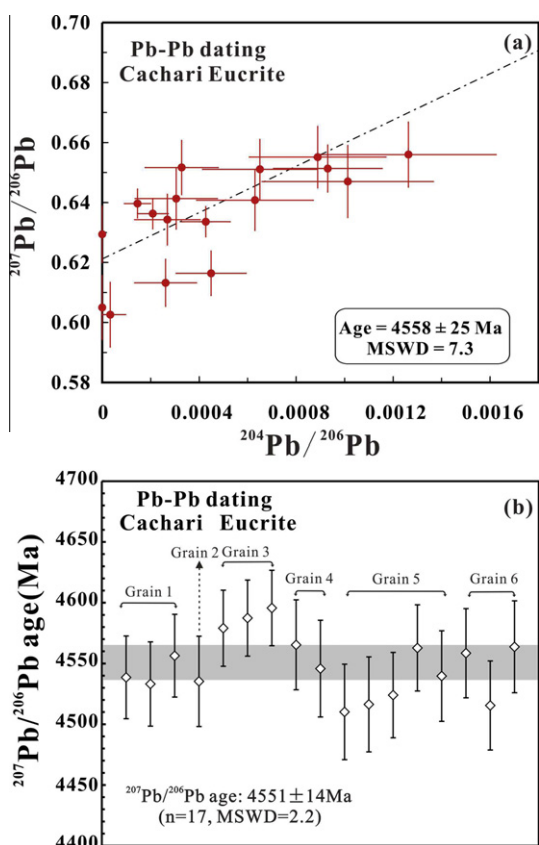 0.70
Pb-Pb dating
(a)
Cachari Eucrite
0.68
0.66
0.64
0.62
0.60
0.58
²⁰⁷Pb/²⁰⁶Pb
Age = 4558 ± 25 Ma
MSWD = 7.3
0 0.0004 0.0008 0.0012 0.0016
²⁰⁴Pb/²⁰⁶Pb
4700
Pb-Pb dating
(b)
Cachari Eucrite
4650
Grain 2
Grain 3
Grain 1
Grain 4
Grain 5
Grain 6
4600
4550
4500
4450
4400
²⁰⁷Pb/²⁰⁶Pb age(Ma)
²⁰⁷Pb/²⁰⁶Pb age: 4551±14Ma
(n=17, MSWD=2.2)